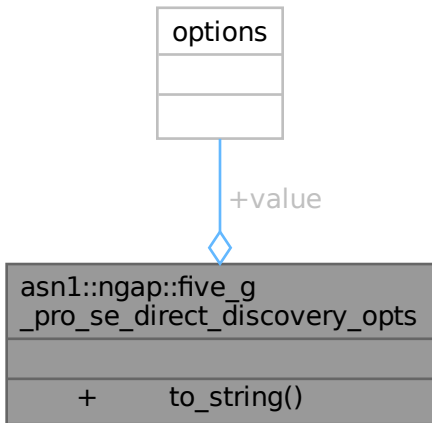 options
+value
asn1::ngap::five_g
_pro_se_direct_discovery_opts
+ to_string()